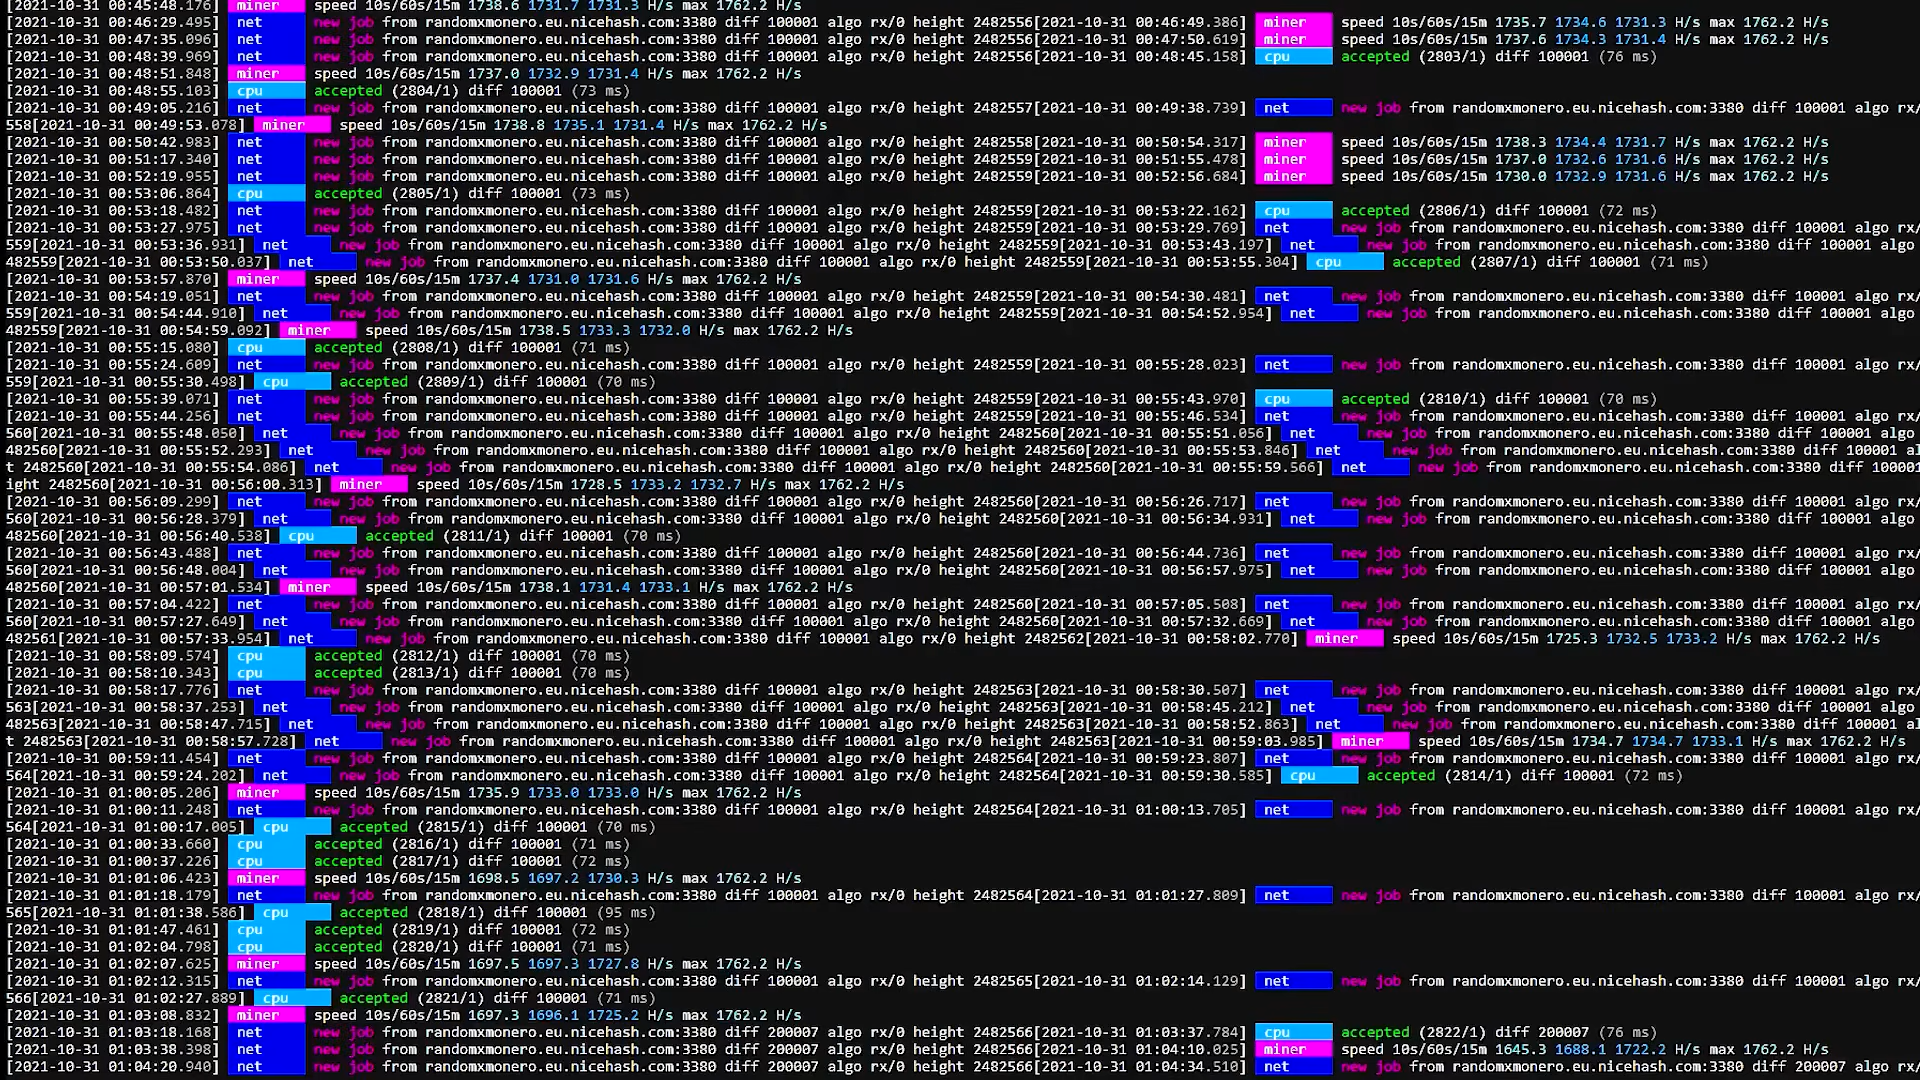 [2021-10-31 00:45:48.176] miner speed 10s/60s/15m 1738.6 1731.7 1731.3 H/s max 1762.2 H/s
[2021-10-31 00:46:29.495] net new job from randomxmonero.eu.nicehash.com:3380 diff 100001 algo rx/0 height 2482556[2021-10-31 00:46:49.386] miner speed 10s/60s/15m 1735.7 1734.6 1731.3 H/s max 1762.2 H/s
[2021-10-31 00:47:35.096] net new job from randomxmonero.eu.nicehash.com:3380 diff 100001 algo rx/0 height 2482556[2021-10-31 00:47:50.619] miner speed 10s/60s/15m 1737.6 1734.3 1731.4 H/s max 1762.2 H/s
[2021-10-31 00:48:39.969] net new job from randomxmonero.eu.nicehash.com:3380 diff 100001 algo rx/0 height 2482556[2021-10-31 00:48:45.158] cpu accepted (2803/1) diff 100001 (76 ms)
[2021-10-31 00:48:51.848] miner speed 10s/60s/15m 1737.0 1732.9 1731.4 H/s max 1762.2 H/s
[2021-10-31 00:48:55.103] cpu accepted (2804/1) diff 100001 (73 ms)
[2021-10-31 00:49:05.216] net new job from randomxmonero.eu.nicehash.com:3380 diff 100001 algo rx/0 height 2482557[2021-10-31 00:49:38.739] net new job from randomxmonero.eu.nicehash.com:3380 diff 100001 algo rx/
558[2021-10-31 00:49:53.078] miner speed 10s/60s/15m 1738.8 1735.1 1731.4 H/s max 1762.2 H/s
[2021-10-31 00:50:42.983] net new job from randomxmonero.eu.nicehash.com:3380 diff 100001 algo rx/0 height 2482558[2021-10-31 00:50:54.317] miner speed 10s/60s/15m 1738.3 1734.4 1731.7 H/s max 1762.2 H/s
[2021-10-31 00:51:17.340] net new job from randomxmonero.eu.nicehash.com:3380 diff 100001 algo rx/0 height 2482559[2021-10-31 00:51:55.478] miner speed 10s/60s/15m 1737.0 1732.6 1731.6 H/s max 1762.2 H/s
[2021-10-31 00:52:19.955] net new job from randomxmonero.eu.nicehash.com:3380 diff 100001 algo rx/0 height 2482559[2021-10-31 00:52:56.684] miner speed 10s/60s/15m 1730.0 1732.9 1731.6 H/s max 1762.2 H/s
[2021-10-31 00:53:06.864] cpu accepted (2805/1) diff 100001 (73 ms)
[2021-10-31 00:53:18.482] net new job from randomxmonero.eu.nicehash.com:3380 diff 100001 algo rx/0 height 2482559[2021-10-31 00:53:22.162] cpu accepted (2806/1) diff 100001 (72 ms)
[2021-10-31 00:53:27.975] net new job from randomxmonero.eu.nicehash.com:3380 diff 100001 algo rx/0 height 2482559[2021-10-31 00:53:29.769] net new job from randomxmonero.eu.nicehash.com:3380 diff 100001 algo rx/
559[2021-10-31 00:53:36.931] net new job from randomxmonero.eu.nicehash.com:3380 diff 100001 algo rx/0 height 2482559[2021-10-31 00:53:43.197] net new job from randomxmonero.eu.nicehash.com:3380 diff 100001 algo
482559[2021-10-31 00:53:50.037] net new job from randomxmonero.eu.nicehash.com:3380 diff 100001 algo rx/0 height 2482559[2021-10-31 00:53:55.304] cpu accepted (2807/1) diff 100001 (71 ms)
[2021-10-31 00:53:57.870] miner speed 10s/60s/15m 1737.4 1731.0 1731.6 H/s max 1762.2 H/s
[2021-10-31 00:54:19.051] net new job from randomxmonero.eu.nicehash.com:3380 diff 100001 algo rx/0 height 2482559[2021-10-31 00:54:30.481] net new job from randomxmonero.eu.nicehash.com:3380 diff 100001 algo rx/
559[2021-10-31 00:54:44.910] net new job from randomxmonero.eu.nicehash.com:3380 diff 100001 algo rx/0 height 2482559[2021-10-31 00:54:52.954] net new job from randomxmonero.eu.nicehash.com:3380 diff 100001 algo
482559[2021-10-31 00:54:59.092] miner speed 10s/60s/15m 1738.5 1733.3 1732.0 H/s max 1762.2 H/s
[2021-10-31 00:55:15.080] cpu accepted (2808/1) diff 100001 (71 ms)
[2021-10-31 00:55:24.609] net new job from randomxmonero.eu.nicehash.com:3380 diff 100001 algo rx/0 height 2482559[2021-10-31 00:55:28.023] net new job from randomxmonero.eu.nicehash.com:3380 diff 100001 algo rx/
559[2021-10-31 00:55:30.498] cpu accepted (2809/1) diff 100001 (70 ms)
[2021-10-31 00:55:39.071] net new job from randomxmonero.eu.nicehash.com:3380 diff 100001 algo rx/0 height 2482559[2021-10-31 00:55:43.970] cpu accepted (2810/1) diff 100001 (70 ms)
[2021-10-31 00:55:44.256] net new job from randomxmonero.eu.nicehash.com:3380 diff 100001 algo rx/0 height 2482559[2021-10-31 00:55:46.534] net new job from randomxmonero.eu.nicehash.com:3380 diff 100001 algo rx/
560[2021-10-31 00:55:48.050] net new job from randomxmonero.eu.nicehash.com:3380 diff 100001 algo rx/0 height 2482560[2021-10-31 00:55:51.056] net new job from randomxmonero.eu.nicehash.com:3380 diff 100001 algo
482560[2021-10-31 00:55:52.293] net new job from randomxmonero.eu.nicehash.com:3380 diff 100001 algo rx/0 height 2482560[2021-10-31 00:55:53.846] net new job from randomxmonero.eu.nicehash.com:3380 diff 100001 al
t 2482560[2021-10-31 00:55:54.086] net new job from randomxmonero.eu.nicehash.com:3380 diff 100001 algo rx/0 height 2482560[2021-10-31 00:55:59.566] net new job from randomxmonero.eu.nicehash.com:3380 diff 100001
ight 2482560[2021-10-31 00:56:00.313] miner speed 10s/60s/15m 1728.5 1733.2 1732.7 H/s max 1762.2 H/s
[2021-10-31 00:56:09.299] net new job from randomxmonero.eu.nicehash.com:3380 diff 100001 algo rx/0 height 2482560[2021-10-31 00:56:26.717] net new job from randomxmonero.eu.nicehash.com:3380 diff 100001 algo rx/
560[2021-10-31 00:56:28.379] net new job from randomxmonero.eu.nicehash.com:3380 diff 100001 algo rx/0 height 2482560[2021-10-31 00:56:34.931] net new job from randomxmonero.eu.nicehash.com:3380 diff 100001 algo
482560[2021-10-31 00:56:40.538] cpu accepted (2811/1) diff 100001 (70 ms)
[2021-10-31 00:56:43.488] net new job from randomxmonero.eu.nicehash.com:3380 diff 100001 algo rx/0 height 2482560[2021-10-31 00:56:44.736] net new job from randomxmonero.eu.nicehash.com:3380 diff 100001 algo rx/
560[2021-10-31 00:56:48.004] net new job from randomxmonero.eu.nicehash.com:3380 diff 100001 algo rx/0 height 2482560[2021-10-31 00:56:57.975] net new job from randomxmonero.eu.nicehash.com:3380 diff 100001 algo
482560[2021-10-31 00:57:01.534] miner speed 10s/60s/15m 1738.1 1731.4 1733.1 H/s max 1762.2 H/s
[2021-10-31 00:57:04.422] net new job from randomxmonero.eu.nicehash.com:3380 diff 100001 algo rx/0 height 2482560[2021-10-31 00:57:05.508] net new job from randomxmonero.eu.nicehash.com:3380 diff 100001 algo rx/
560[2021-10-31 00:57:27.649] net new job from randomxmonero.eu.nicehash.com:3380 diff 100001 algo rx/0 height 2482560[2021-10-31 00:57:32.669] net new job from randomxmonero.eu.nicehash.com:3380 diff 100001 algo
482561[2021-10-31 00:57:33.954] net new job from randomxmonero.eu.nicehash.com:3380 diff 100001 algo rx/0 height 2482562[2021-10-31 00:58:02.770] miner speed 10s/60s/15m 1725.3 1732.5 1733.2 H/s max 1762.2 H/s
[2021-10-31 00:58:09.574] cpu accepted (2812/1) diff 100001 (70 ms)
[2021-10-31 00:58:10.343] cpu accepted (2813/1) diff 100001 (70 ms)
[2021-10-31 00:58:17.776] net new job from randomxmonero.eu.nicehash.com:3380 diff 100001 algo rx/0 height 2482563[2021-10-31 00:58:30.507] net new job from randomxmonero.eu.nicehash.com:3380 diff 100001 algo rx/
563[2021-10-31 00:58:37.253] net new job from randomxmonero.eu.nicehash.com:3380 diff 100001 algo rx/0 height 2482563[2021-10-31 00:58:45.212] net new job from randomxmonero.eu.nicehash.com:3380 diff 100001 algo
482563[2021-10-31 00:58:47.715] net new job from randomxmonero.eu.nicehash.com:3380 diff 100001 algo rx/0 height 2482563[2021-10-31 00:58:52.863] net new job from randomxmonero.eu.nicehash.com:3380 diff 100001 al
t 2482563[2021-10-31 00:58:57.728] net new job from randomxmonero.eu.nicehash.com:3380 diff 100001 algo rx/0 height 2482563[2021-10-31 00:59:03.985] miner speed 10s/60s/15m 1734.7 1734.7 1733.1 H/s max 1762.2 H/s
[2021-10-31 00:59:11.454] net new job from randomxmonero.eu.nicehash.com:3380 diff 100001 algo rx/0 height 2482564[2021-10-31 00:59:23.807] net new job from randomxmonero.eu.nicehash.com:3380 diff 100001 algo rx/
564[2021-10-31 00:59:24.202] net new job from randomxmonero.eu.nicehash.com:3380 diff 100001 algo rx/0 height 2482564[2021-10-31 00:59:30.585] cpu accepted (2814/1) diff 100001 (72 ms)
[2021-10-31 01:00:05.206] miner speed 10s/60s/15m 1735.9 1733.0 1733.0 H/s max 1762.2 H/s
[2021-10-31 01:00:11.248] net new job from randomxmonero.eu.nicehash.com:3380 diff 100001 algo rx/0 height 2482564[2021-10-31 01:00:13.705] net new job from randomxmonero.eu.nicehash.com:3380 diff 100001 algo rx/
564[2021-10-31 01:00:17.005] cpu accepted (2815/1) diff 100001 (70 ms)
[2021-10-31 01:00:33.660] cpu accepted (2816/1) diff 100001 (71 ms)
[2021-10-31 01:00:37.226] cpu accepted (2817/1) diff 100001 (72 ms)
[2021-10-31 01:01:06.423] miner speed 10s/60s/15m 1698.5 1697.2 1730.3 H/s max 1762.2 H/s
[2021-10-31 01:01:18.179] net new job from randomxmonero.eu.nicehash.com:3380 diff 100001 algo rx/0 height 2482564[2021-10-31 01:01:27.809] net new job from randomxmonero.eu.nicehash.com:3380 diff 100001 algo rx/
565[2021-10-31 01:01:38.586] cpu accepted (2818/1) diff 100001 (95 ms)
[2021-10-31 01:01:47.461] cpu accepted (2819/1) diff 100001 (72 ms)
[2021-10-31 01:02:04.798] cpu accepted (2820/1) diff 100001 (71 ms)
[2021-10-31 01:02:07.625] miner speed 10s/60s/15m 1697.5 1697.3 1727.8 H/s max 1762.2 H/s
[2021-10-31 01:02:12.315] net new job from randomxmonero.eu.nicehash.com:3380 diff 100001 algo rx/0 height 2482565[2021-10-31 01:02:14.129] net new job from randomxmonero.eu.nicehash.com:3380 diff 100001 algo rx/
566[2021-10-31 01:02:27.889] cpu accepted (2821/1) diff 100001 (71 ms)
[2021-10-31 01:03:08.832] miner speed 10s/60s/15m 1697.3 1696.1 1725.2 H/s max 1762.2 H/s
[2021-10-31 01:03:18.168] net new job from randomxmonero.eu.nicehash.com:3380 diff 200007 algo rx/0 height 2482566[2021-10-31 01:03:37.784] cpu accepted (2822/1) diff 200007 (76 ms)
[2021-10-31 01:03:38.398] net new job from randomxmonero.eu.nicehash.com:3380 diff 200007 algo rx/0 height 2482566[2021-10-31 01:04:10.025] miner speed 10s/60s/15m 1645.3 1688.1 1722.2 H/s max 1762.2 H/s
[2021-10-31 01:04:20.940] net new job from randomxmonero.eu.nicehash.com:3380 diff 200007 algo rx/0 height 2482566[2021-10-31 01:04:34.510] net new job from randomxmonero.eu.nicehash.com:3380 diff 200007 algo rx/